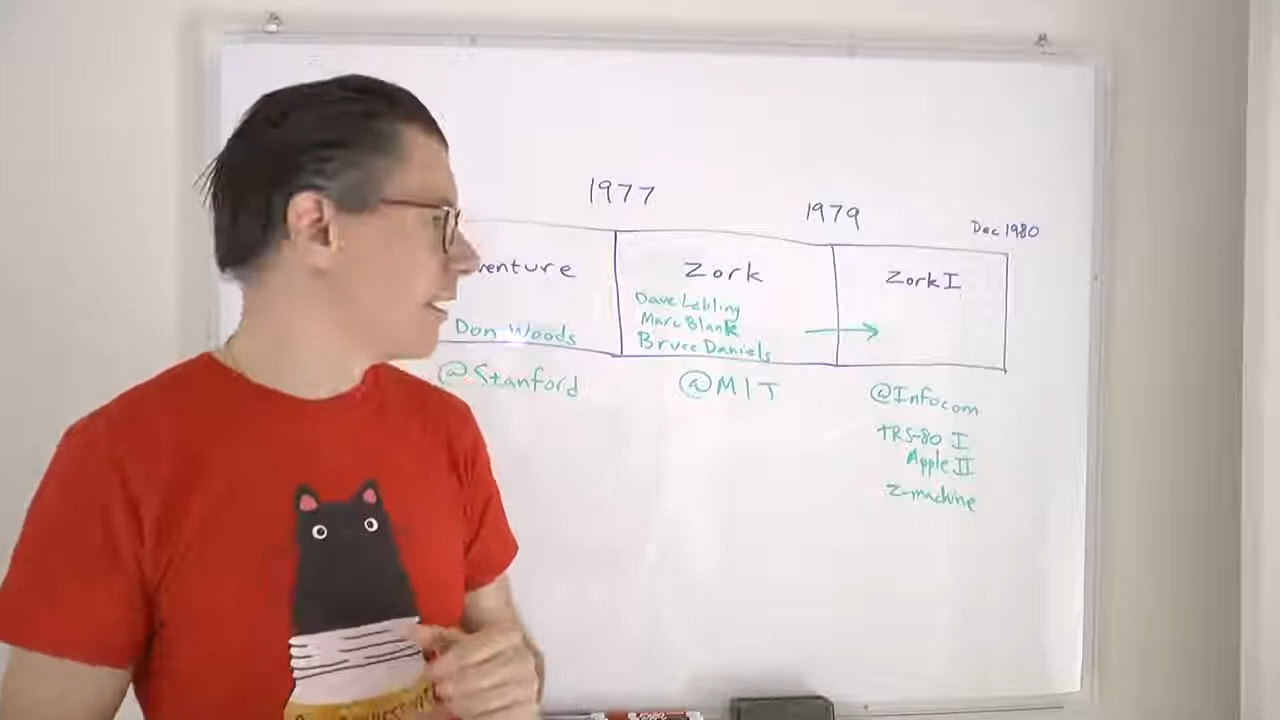 1977
1979
Dec 1980
venture
Zork
Zork I
Don Woods
Dave Lebling
Marc Blank
Bruce Daniels
@Stanford
@MIT
@Infocom
TRS-80 I
Apple II
Z-machine